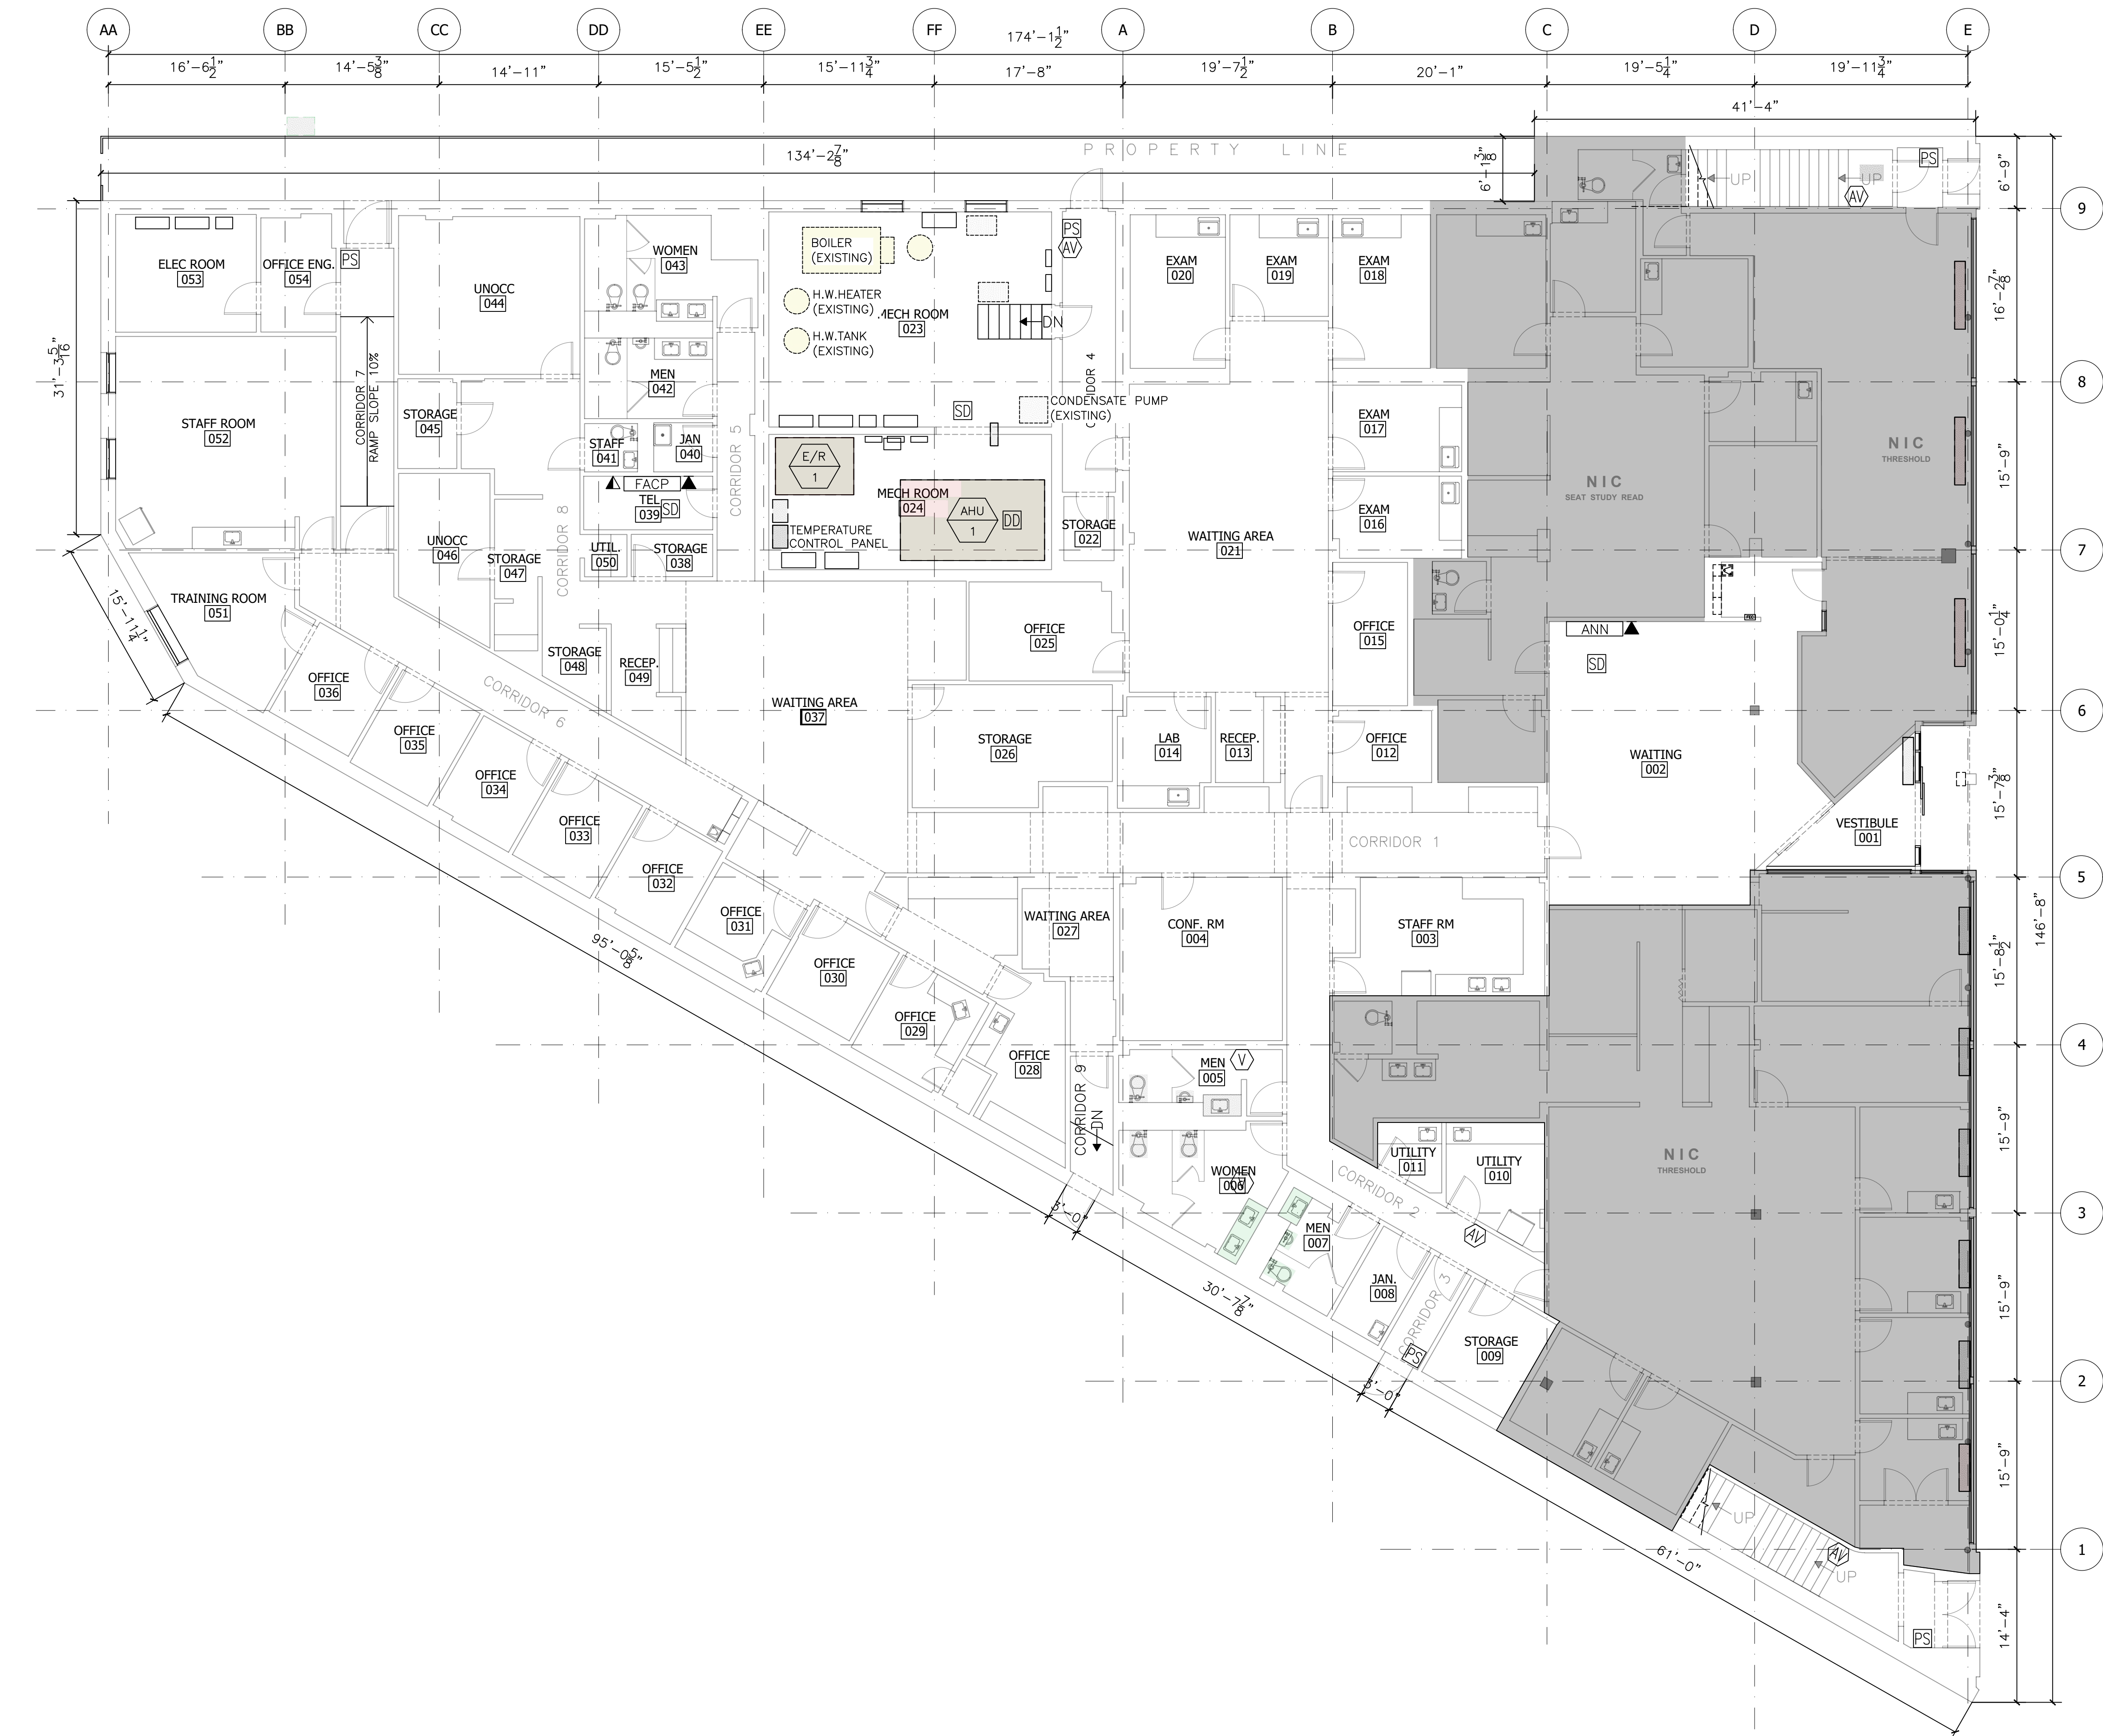 AA BB CC DD EE FF A B C D E
174'-1 1/2"
16'-6 1/2" 14'-5 3/8" 14'-11" 15'-5 1/2" 15'-11 3/4" 17'-8" 19'-7 1/2" 20'-1" 19'-5 1/4" 19'-11 3/4"
41'-4"
134'-2 7/8"
PROPERTY LINE
6'-1 3/8"
6'-9"
UP
UP
PS
AV
9
31'-3 5/16"
ELEC ROOM
053
OFFICE ENG.
054
PS
UNOCC
044
WOMEN
043
BOILER
(EXISTING)
H.W.HEATER
(EXISTING)
H.W.TANK
(EXISTING)
MECH ROOM
023
DN
PS
AV
EXAM
020
EXAM
019
EXAM
018
16'-2 7/8"
8
CORRIDOR 7
RAMP SLOPE 10%
STAFF ROOM
052
STORAGE
045
MEN
042
STAFF
041
JAN
040
CORRIDOR 5
SD
CONDENSATE PUMP
(EXISTING)
CORRIDOR 4
EXAM
017
NIC
THRESHOLD
NIC
SEAT STUDY READ
15'-9"
FACP
TEL
039
SD
E/R
1
MECH ROOM
024
AHU
1
DD
TEMPERATURE
CONTROL PANEL
STORAGE
022
WAITING AREA
021
EXAM
016
7
UNOCC
046
STORAGE
047
CORRIDOR 8
UTIL.
050
STORAGE
038
TRAINING ROOM
051
15'-11 1/4"
OFFICE
025
OFFICE
015
ANN
SD
15'-0 1/4"
STORAGE
048
RECEP.
049
OFFICE
036
CORRIDOR 6
WAITING AREA
037
6
OFFICE
035
STORAGE
026
LAB
014
RECEP.
013
OFFICE
012
WAITING
002
OFFICE
034
OFFICE
033
VESTIBULE
001
15'-7 3/8"
CORRIDOR 1
OFFICE
032
5
OFFICE
031
WAITING AREA
027
CONF. RM
004
STAFF RM
003
146'-8"
15'-8 1/2"
95'-0 5/8"
OFFICE
030
OFFICE
029
OFFICE
028
4
MEN
005
V
CORRIDOR 9
DN
15'-9"
WOMEN
006
V
UTILITY
011
UTILITY
010
NIC
THRESHOLD
CORRIDOR 2
3'-0"
MEN
007
AV
3
JAN.
008
CORRIDOR 3
PS
STORAGE
009
30'-7 7/8"
15'-9"
3'-0"
2
15'-9"
UP
UP
AV
1
61'-0"
PS
14'-4"